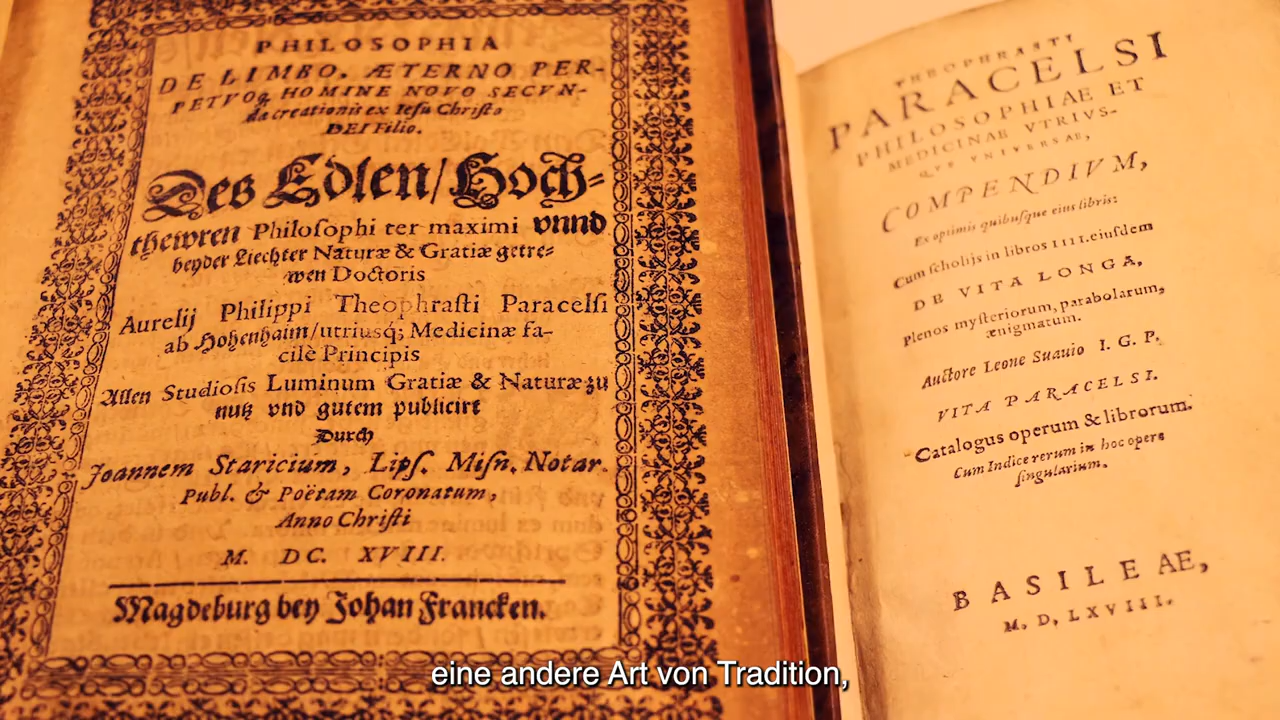 PHILOSOPHIA
DE LIMBO, ÆTERNO PER-
PETVOq; HOMINE NOVO SECVN-
da creationis ex Iesu Christo
DEI Filio.
Des Edlen/Hoch-
thewren Philosophi ter maximi vnnd
beyder Liechter Naturæ & Gratiæ getre-
wen Doctoris
Aurelij Philippi Theophrasti Paracelsi
ab Hohenhaim/utriusq; Medicinæ fa-
cilè Principis
Allen Studiosis Luminum Gratiæ & Naturæ zu
nutz vnd gutem publicirt
Durch
Joannem Staricium, Lips. Misn. Notar.
Publ. & Poëtam Coronatum,
Anno Christi
M. DC. XVIII.
Magdeburg bey Johan Francken.
THEOPHRASTI
PARACELSI
PHILOSOPHIAE ET
MEDICINAE VTRIVS-
QVE VNIVERSAE,
COMPENDIVM,
Ex optimis quibusque eius libris:
Cum scholijs in libros IIII. eiusdem
DE VITA LONGA,
Plenos mysteriorum, parabolarum,
ænigmatum.
Auctore Leone Suauio I. G. P.
VITA PARACELSI.
Catalogus operum & librorum.
Cum Indice rerum in hoc opere
singularium.
BASILEAE,
M. D. LXVIII.
eine andere Art von Tradition,